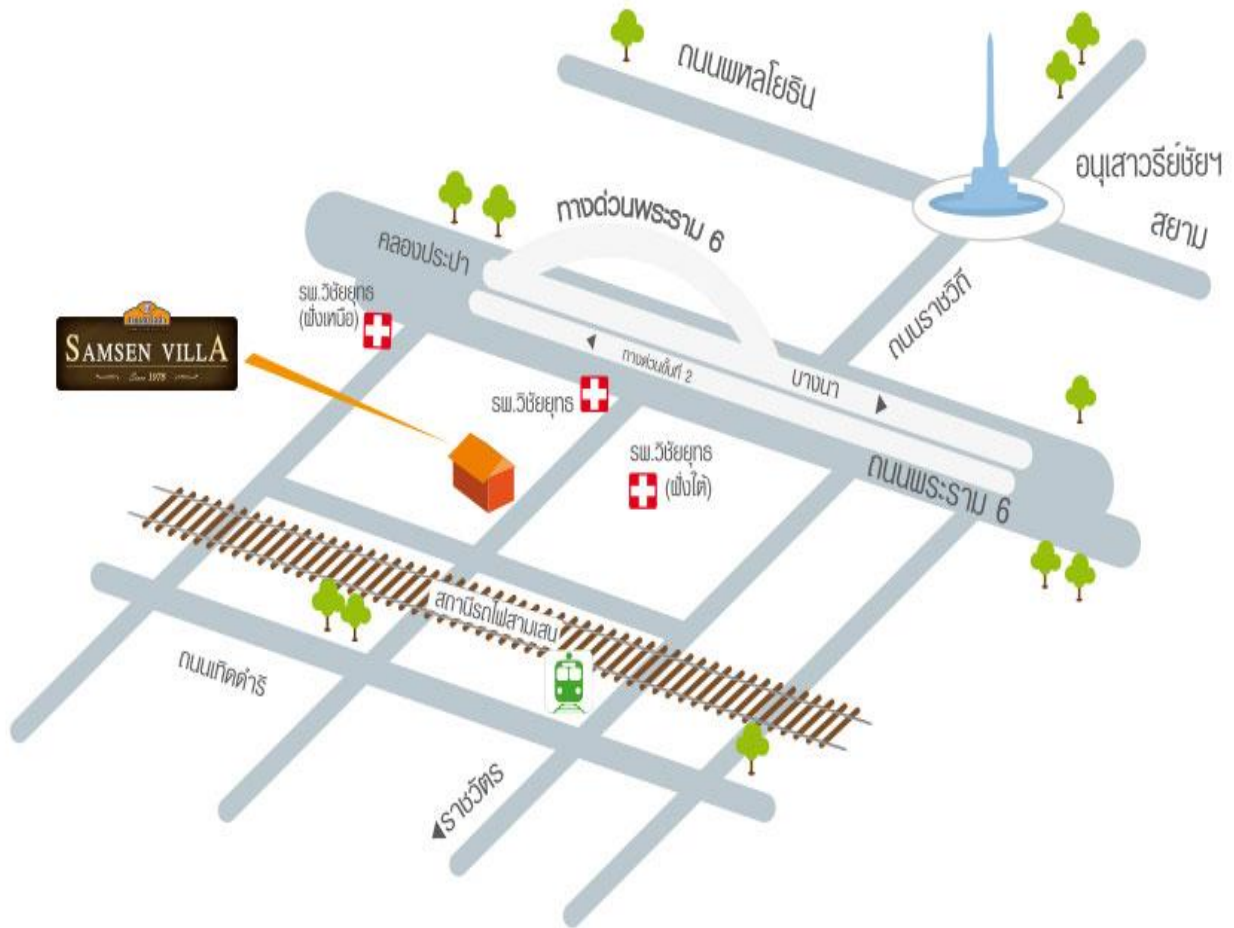 ถนนพหลโยธิน
อนุเสาวรีย์ชัยฯ
สยาม
ทางด่วนพระราม 6
คลองประปา
รพ.วิชัยยุทธ
(ฝั่งเหนือ)
ถนนราชวิถี
SAMSEN VILLA
Since 1978
ทางด่วนขั้นที่ 2
บางนา
รพ.วิชัยยุทธ
รพ.วิชัยยุทธ
(ฝั่งใต้)
ถนนพระราม 6
สถานีรถไฟสามเสน
ถนนเทิดดำริ
ราชวัตร